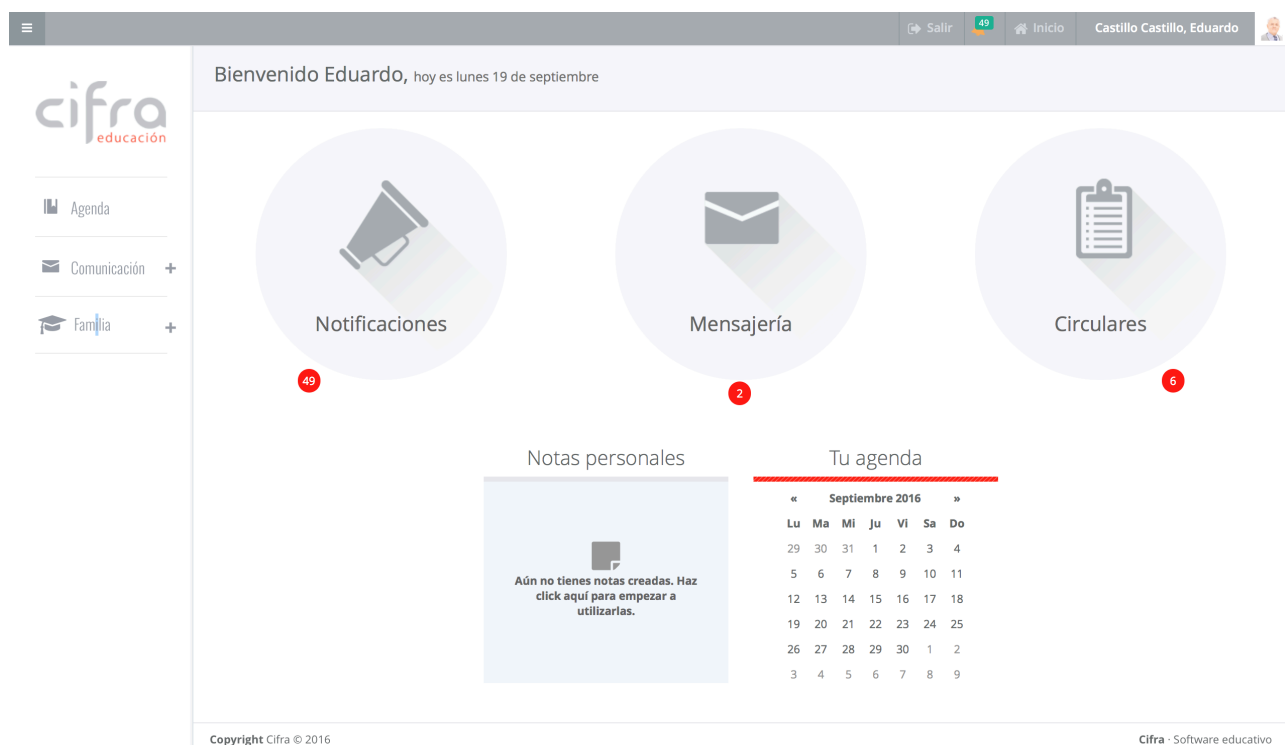 Salir
49
Inicio
Castillo Castillo, Eduardo
cifra
educación
Bienvenido Eduardo, hoy es lunes 19 de septiembre
Agenda
Comunicación +
Familia +
Notificaciones
49
Mensajería
2
Circulares
6
Notas personales
Aún no tienes notas creadas. Haz
click aquí para empezar a
utilizarlas.
Tu agenda
« Septiembre 2016 »
Lu Ma Mi Ju Vi Sa Do
29 30 31 1 2 3 4
5 6 7 8 9 10 11
12 13 14 15 16 17 18
19 20 21 22 23 24 25
26 27 28 29 30 1 2
3 4 5 6 7 8 9
Copyright Cifra © 2016
Cifra · Software educativo